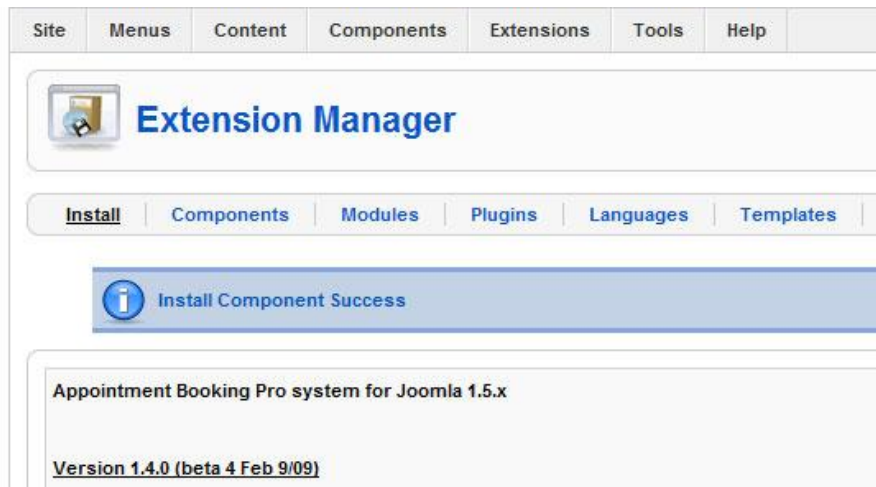 Site Menus Content Components Extensions Tools Help
Extension Manager
Install Components Modules Plugins Languages Templates
Install Component Success
Appointment Booking Pro system for Joomla 1.5.x
Version 1.4.0 (beta 4 Feb 9/09)